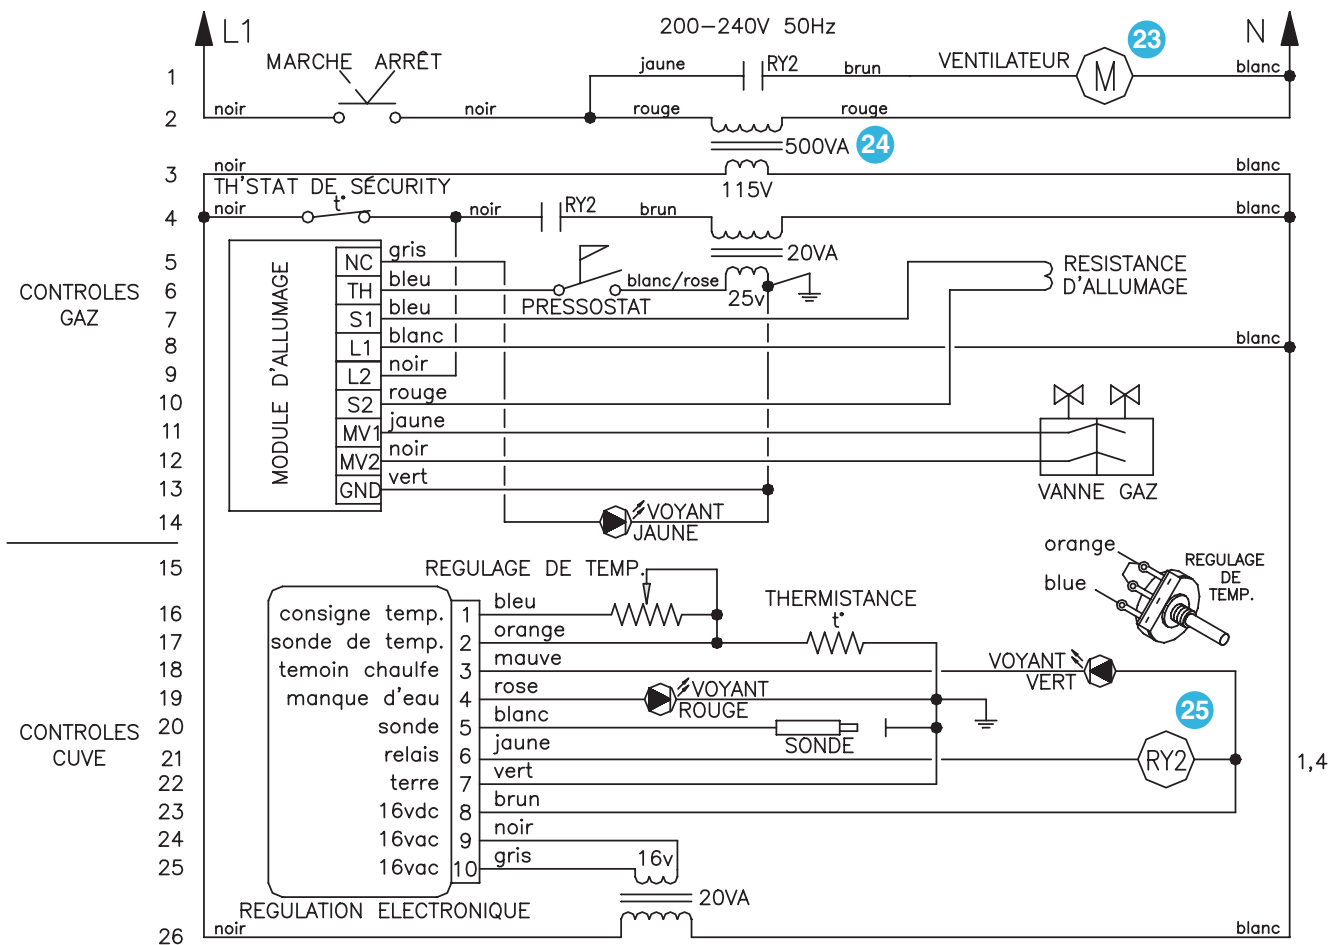 L1
200-240V 50Hz
N
23
MARCHE ARRÊT
jaune
RY2
brun
VENTILATEUR
M
blanc
1
2
noir
noir
rouge
rouge
500VA
24
3
noir
blanc
TH'STAT DE SÉCURITY
115V
t°
4
noir
noir
RY2
brun
blanc
20VA
25v
CONTROLES
GAZ
MODULE D'ALLUMAGE
5
NC
gris
6
TH
bleu
blanc/rose
PRESSOSTAT
RESISTANCE
D'ALLUMAGE
7
S1
bleu
8
L1
blanc
blanc
9
L2
noir
10
S2
rouge
11
MV1
jaune
12
MV2
noir
13
GND
vert
VANNE GAZ
14
VOYANT
JAUNE
15
REGULAGE DE TEMP.
orange
blue
REGULAGE
DE
TEMP.
16
consigne temp.
1
bleu
THERMISTANCE
t°
17
sonde de temp.
2
orange
18
temoin chaulfe
3
mauve
VOYANT
VERT
19
manque d'eau
4
rose
VOYANT
ROUGE
CONTROLES
CUVE
20
sonde
5
blanc
SONDE
25
21
relais
6
jaune
RY2
1,4
22
terre
7
vert
23
16vdc
8
brun
24
16vac
9
noir
25
16vac
10
gris
16v
20VA
REGULATION ELECTRONIQUE
26
noir
blanc